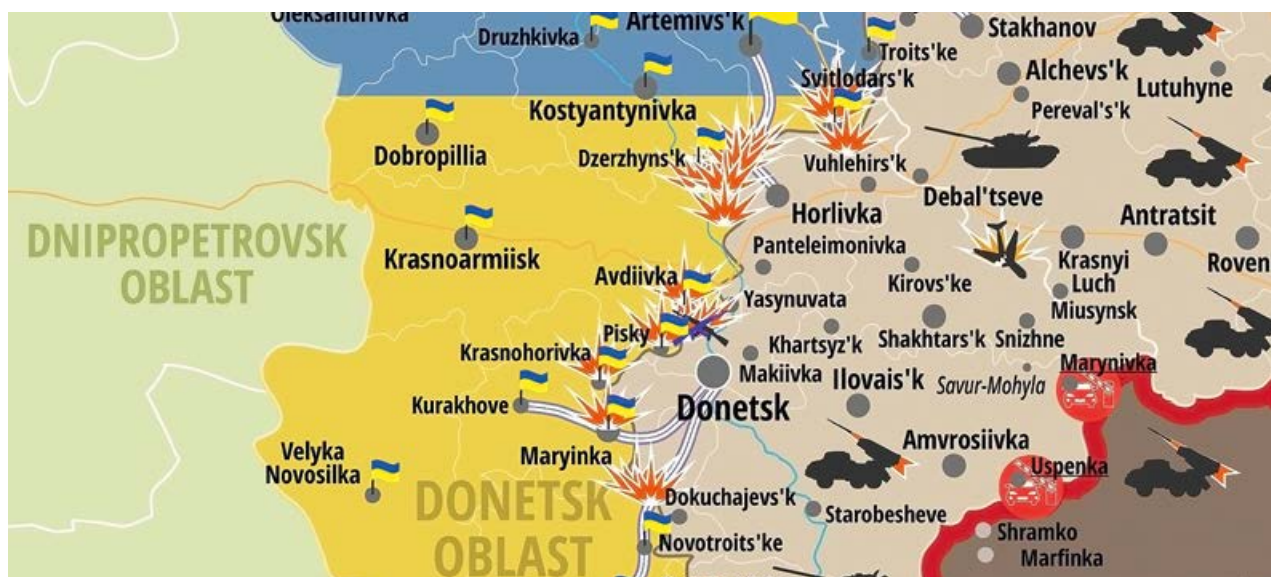 Oleksandrivka
Druzhkivka
Artemivs'k
Troits'ke
Stakhanov
Svitlodars'k
Alchevs'k
Lutuhyne
Pereval's'k
Kostyantynivka
Dobropillia
Dzerzhyns'k
Vuhlehirs'k
Debal'tseve
Horlivka
Antratsit
DNIPROPETROVSK
OBLAST
Krasnoarmiisk
Panteleimonivka
Krasnyi
Luch
Roven
Avdiivka
Kirovs'ke
Miusynsk
Yasynuvata
Pisky
Khartsyz'k
Shakhtars'k
Snizhne
Krasnohorivka
Makiivka
Ilovais'k
Savur-Mohyla
Marynivka
Kurakhove
Donetsk
Maryinka
Amvrosiivka
Velyka
Novosilka
Uspenka
DONETSK
OBLAST
Dokuchajevs'k
Starobesheve
Novotroits'ke
Shramko
Marfinka